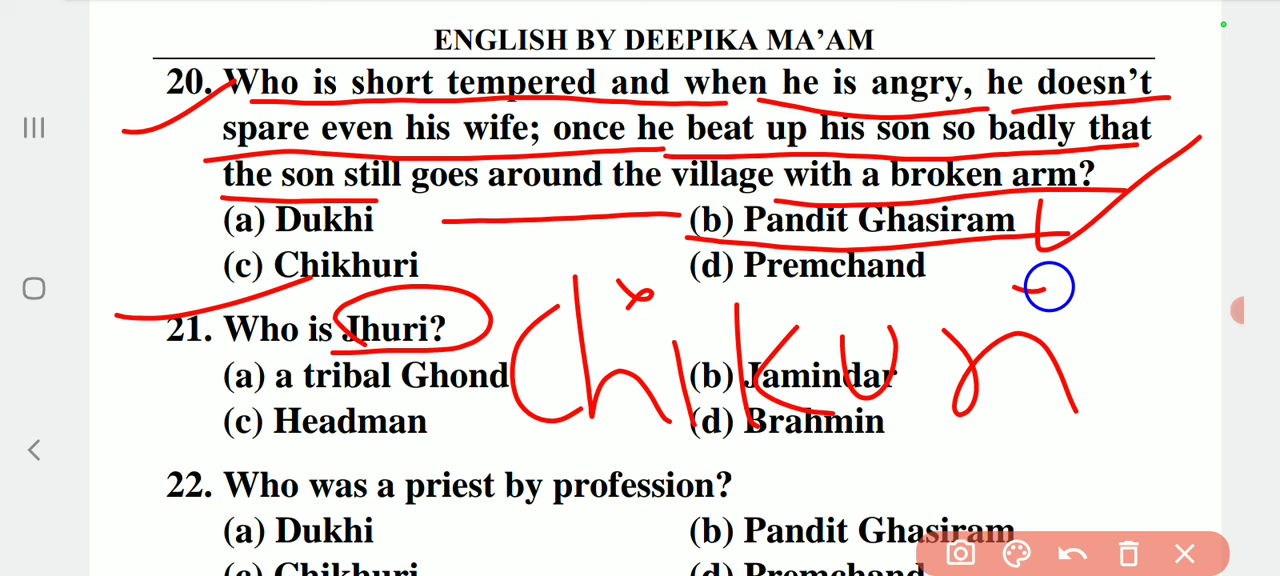 ENGLISH BY DEEPIKA MA'AM
20. Who is short tempered and when he is angry, he doesn't
spare even his wife; once he beat up his son so badly that
the son still goes around the village with a broken arm?
(a) Dukhi (b) Pandit Ghasiram
(c) Chikhuri (d) Premchand
21. Who is Jhuri?
(a) a tribal Ghond (b) Jamindar
(c) Headman (d) Brahmin
22. Who was a priest by profession?
(a) Dukhi (b) Pandit Ghasiram
(c) Chikhuri (d) Premchand